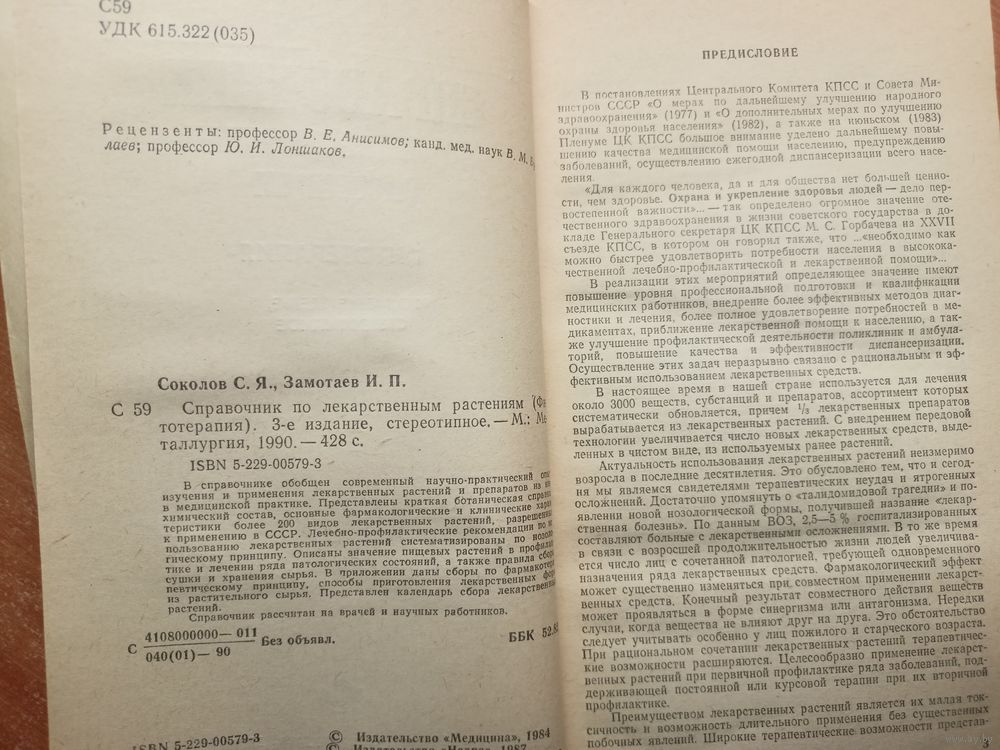 С59
УДК 615.322(035)
Рецензенты: профессор В. Е. Анисимов; канд. мед. наук В. М.
лаев; профессор Ю. И. Лоншаков.
Соколов С. Я., Замотаев И. П.
С 59 Справочник по лекарственным растениям (Фи
тотерапия). 3-е издание, стереотипное. — М.: Ме
таллургия, 1990. — 428 с.
ISBN 5-229-00579-3
В справочнике обобщен современный научно-практический опы
изучения и применения лекарственных растений и препаратов из них
в медицинской практике. Представлены краткая ботаническая справка
химический состав, основные фармакологические и клинические харак
теристики более 200 видов лекарственных растений, разрешенных
к применению в СССР. Лечебно-профилактические рекомендации по ис
пользованию лекарственных растений систематизированы по нозоло
гическому принципу. Описаны значение пищевых растений в профилак
тике и лечении ряда патологических состояний, а также правила сбора
сушки и хранения сырья. В приложении даны сборы по фармакотера
певтическому принципу, способы приготовления лекарственных форм
из растительного сырья. Представлен календарь сбора лекарственных
растений.
Справочник рассчитан на врачей и научных работников.
С 4108000000—011
040(01)—90
Без объявл.
ББК 52.8
ISBN 5-229-00579-3
© Издательство «Медицина», 1984
© Издательство 1987
ПРЕДИСЛОВИЕ
В постановлениях Центрального Комитета КПСС и Совета Ми-
нистров СССР «О мерах по дальнейшему улучшению народного
здравоохранения» (1977) и «О дополнительных мерах по улучшению
охраны здоровья населения» (1982), а также на июньском (1983)
Пленуме ЦК КПСС большое внимание уделено дальнейшему повы-
шению качества медицинской помощи населению, предупреждению
заболеваний, осуществлению ежегодной диспансеризации всего насе-
ления.
«Для каждого человека, да и для общества нет большей ценно-
сти, чем здоровье. Охрана и укрепление здоровья людей — дело пер-
востепенной важности»... — так определено огромное значение оте-
чественного здравоохранения в жизни советского государства в до-
кладе Генерального секретаря ЦК КПСС М. С. Горбачева на XXVII
съезде КПСС, в котором он говорил также, что ...«необходимо как
можно быстрее удовлетворить потребности населения в высокока-
чественной лечебно-профилактической и лекарственной помощи»...
В реализации этих мероприятий определяющее значение имеют
повышение уровня профессиональной подготовки и квалификации
медицинских работников, внедрение более эффективных методов диаг-
ностики и лечения, более полное удовлетворение потребностей в ме-
дикаментах, приближение лекарственной помощи к населению, а так-
же улучшение профилактической деятельности поликлиник и амбула-
торий, повышение качества и эффективности диспансеризации.
Осуществление этих задач неразрывно связано с рациональным и эф-
фективным использованием лекарственных средств.
В настоящее время в нашей стране используется для лечения
около 3000 веществ, субстанций и препаратов, ассортимент которых
систематически обновляется, причем 1/3 лекарственных препаратов
вырабатывается из лекарственных растений. С внедрением передовой
технологии увеличивается число новых лекарственных средств, выде-
ленных в чистом виде, из используемых ранее растений.
Актуальность использования лекарственных растений неизмеримо
возросла в последние десятилетия. Это обусловлено тем, что и сегод-
ня мы являемся свидетелями терапевтических неудач и ятрогенных
осложнений. Достаточно упомянуть о «талидомидовой трагедии» и по-
явлении новой нозологической формы, получившей название «лекар-
ственная болезнь». По данным ВОЗ, 2,5—5 % госпитализированных
составляют больные с лекарственными осложнениями. В то же время
в связи с возросшей продолжительностью жизни людей увеличива-
ется число лиц с сочетанной патологией, требующей одновременного
назначения ряда лекарственных средств. Фармакологический эффект
может существенно изменяться при совместном применении лекарст-
венных средств. Конечный результат совместного действия веществ
может проявляться в форме синергизма или антагонизма. Нередки
случаи, когда вещества не влияют друг на друга. Это обстоятельство
следует учитывать особенно у лиц пожилого и старческого возраста.
При рациональном сочетании лекарственных растений терапевтичес-
кие возможности расширяются. Целесообразно применение лекарст-
венных растений при первичной профилактике ряда заболеваний, под-
держивающей постоянной или курсовой терапии при их вторичной
профилактике.
Преимуществом лекарственных растений является их малая ток-
сичность и возможность длительного применения без существенных
побочных явлений. Широкие терапевтические возможности представ-
www.ay.by